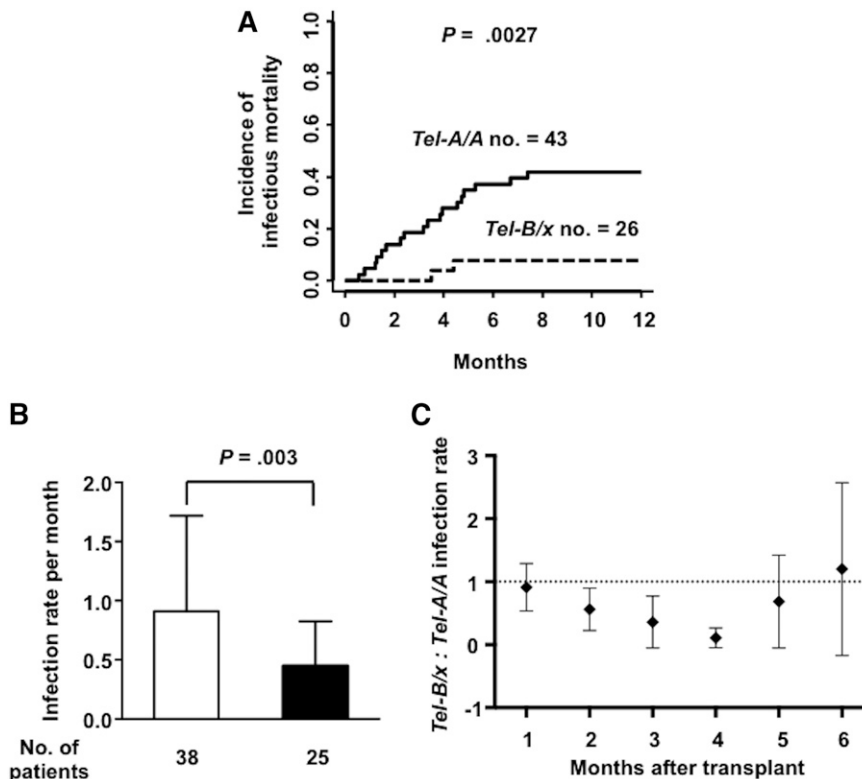 A
P = .0027
Incidence of
infectious mortality
1.0
0.8
0.6
0.4
0.2
0.0
Tel-A/A no. = 43
Tel-B/x no. = 26
0 2 4 6 8 10 12
Months
B
P = .003
Infection rate per month
2.0
1.5
1.0
0.5
0.0
No. of
patients
38 25
C
Tel-B/x : Tel-A/A infection rate
3
2
1
0
-1
1 2 3 4 5 6
Months after transplant